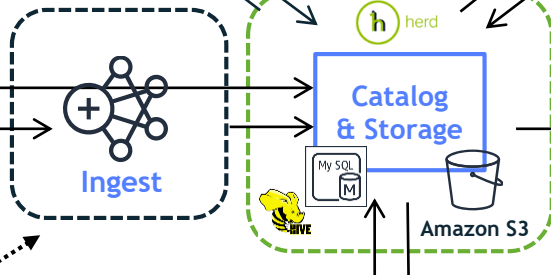 h herd
Catalog
& Storage
Ingest
My SQL
M
HIVE
Amazon S3